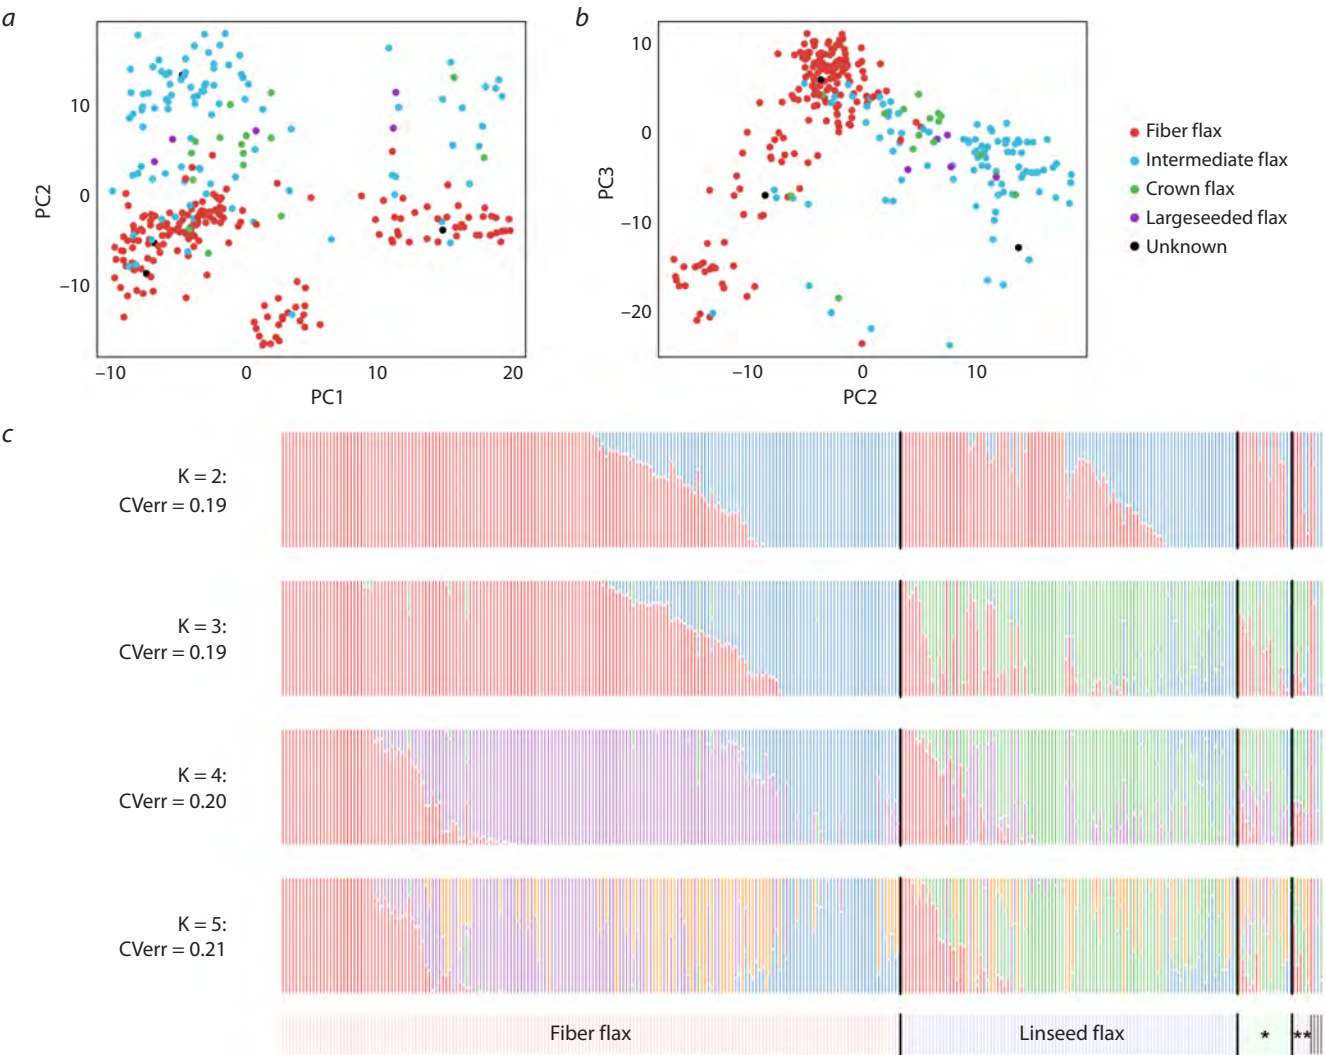 a
b
10
0
−10
PC2
−10
0
10
20
PC1
10
0
−10
−20
PC3
−10
0
10
PC2
Fiber flax
Intermediate flax
Crown flax
Largeseeded flax
Unknown
c
K = 2:
CVerr = 0.19
K = 3:
CVerr = 0.19
K = 4:
CVerr = 0.20
K = 5:
CVerr = 0.21
Fiber flax
Linseed flax
*
**